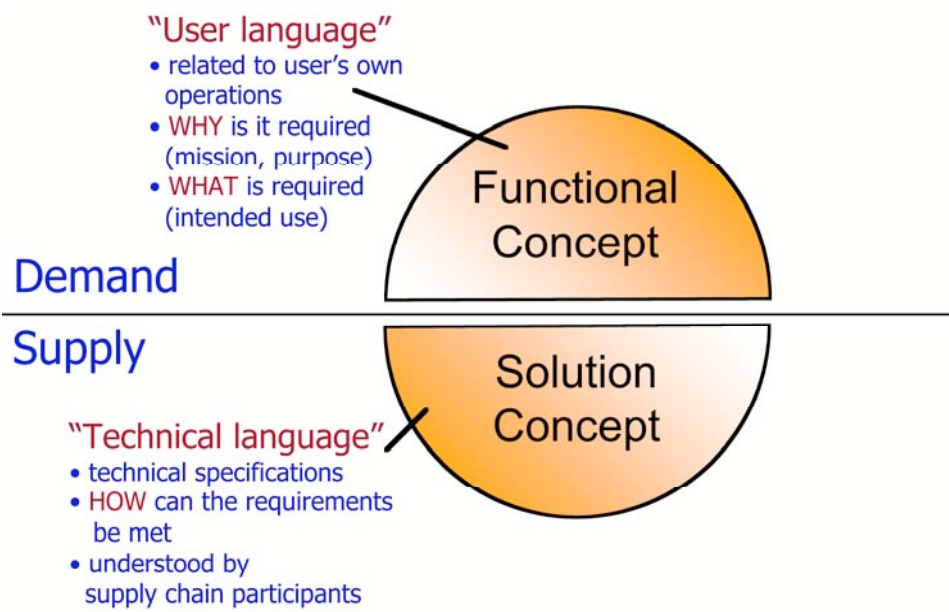 “User language”
• related to user’s own
operations
• WHY is it required
(mission, purpose)
• WHAT is required
(intended use)
Functional
Concept
Demand
Supply
Solution
Concept
“Technical language”
• technical specifications
• HOW can the requirements
be met
• understood by
supply chain participants